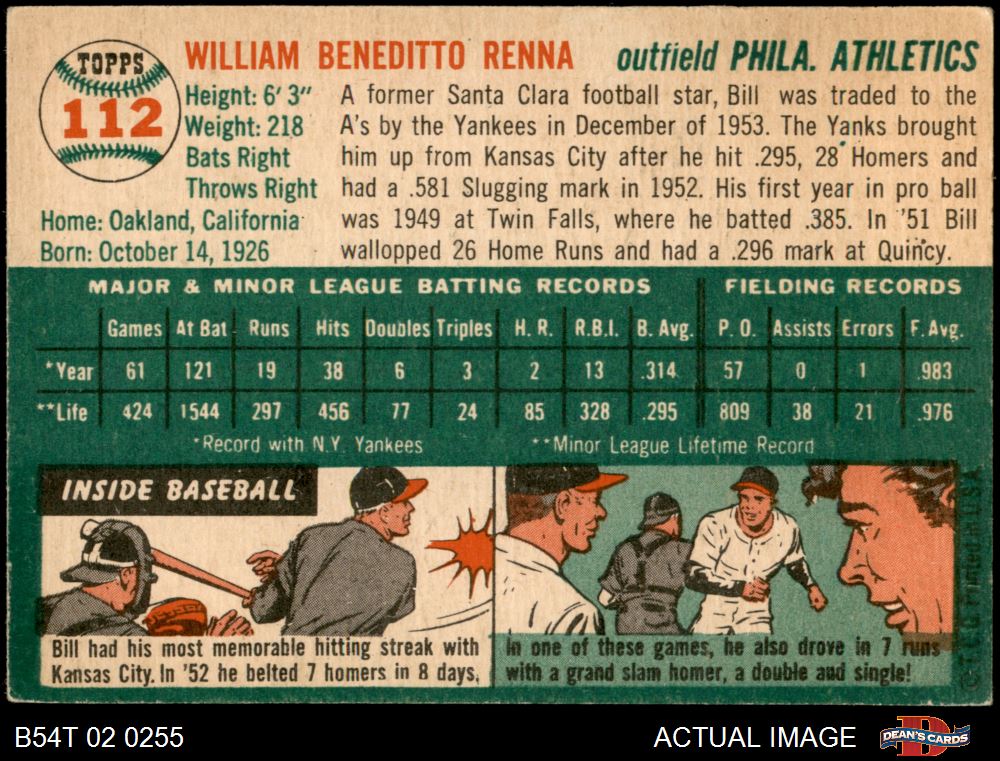 TOPPS
112
WILLIAM BENEDITTO RENNA
outfield PHILA. ATHLETICS
Height: 6' 3"
Weight: 218
Bats Right
Throws Right
Home: Oakland, California
Born: October 14, 1926
A former Santa Clara football star, Bill was traded to the
A's by the Yankees in December of 1953. The Yanks brought
him up from Kansas City after he hit .295, 28 Homers and
had a .581 Slugging mark in 1952. His first year in pro ball
was 1949 at Twin Falls, where he batted .385. In '51 Bill
wallopped 26 Home Runs and had a .296 mark at Quincy.
MAJOR & MINOR LEAGUE BATTING RECORDS FIELDING RECORDS
Games At Bat Runs Hits Doubles Triples H. R. R.B.I. B. Avg. P. O. Assists Errors F. Avg.
*Year 61 121 19 38 6 3 2 13 .314 57 0 1 .983
**Life 424 1544 297 456 77 24 85 328 .295 809 38 21 .976
*Record with N.Y. Yankees **Minor League Lifetime Record
INSIDE BASEBALL
Bill had his most memorable hitting streak with
Kansas City. In '52 he belted 7 homers in 8 days,
In one of these games, he also drove in 7 runs
with a grand slam homer, a double and single!
B54T 02 0255
ACTUAL IMAGE
DEAN'S CARDS